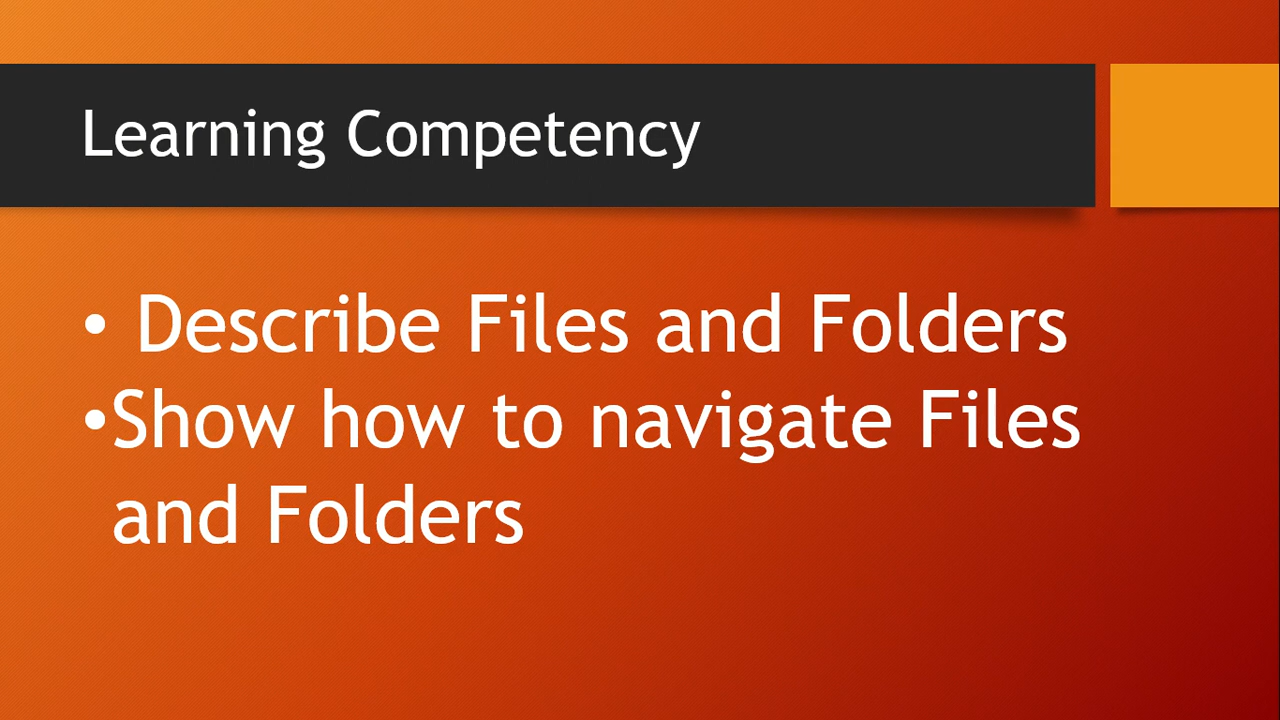 Learning Competency
• Describe Files and Folders
•Show how to navigate Files
and Folders